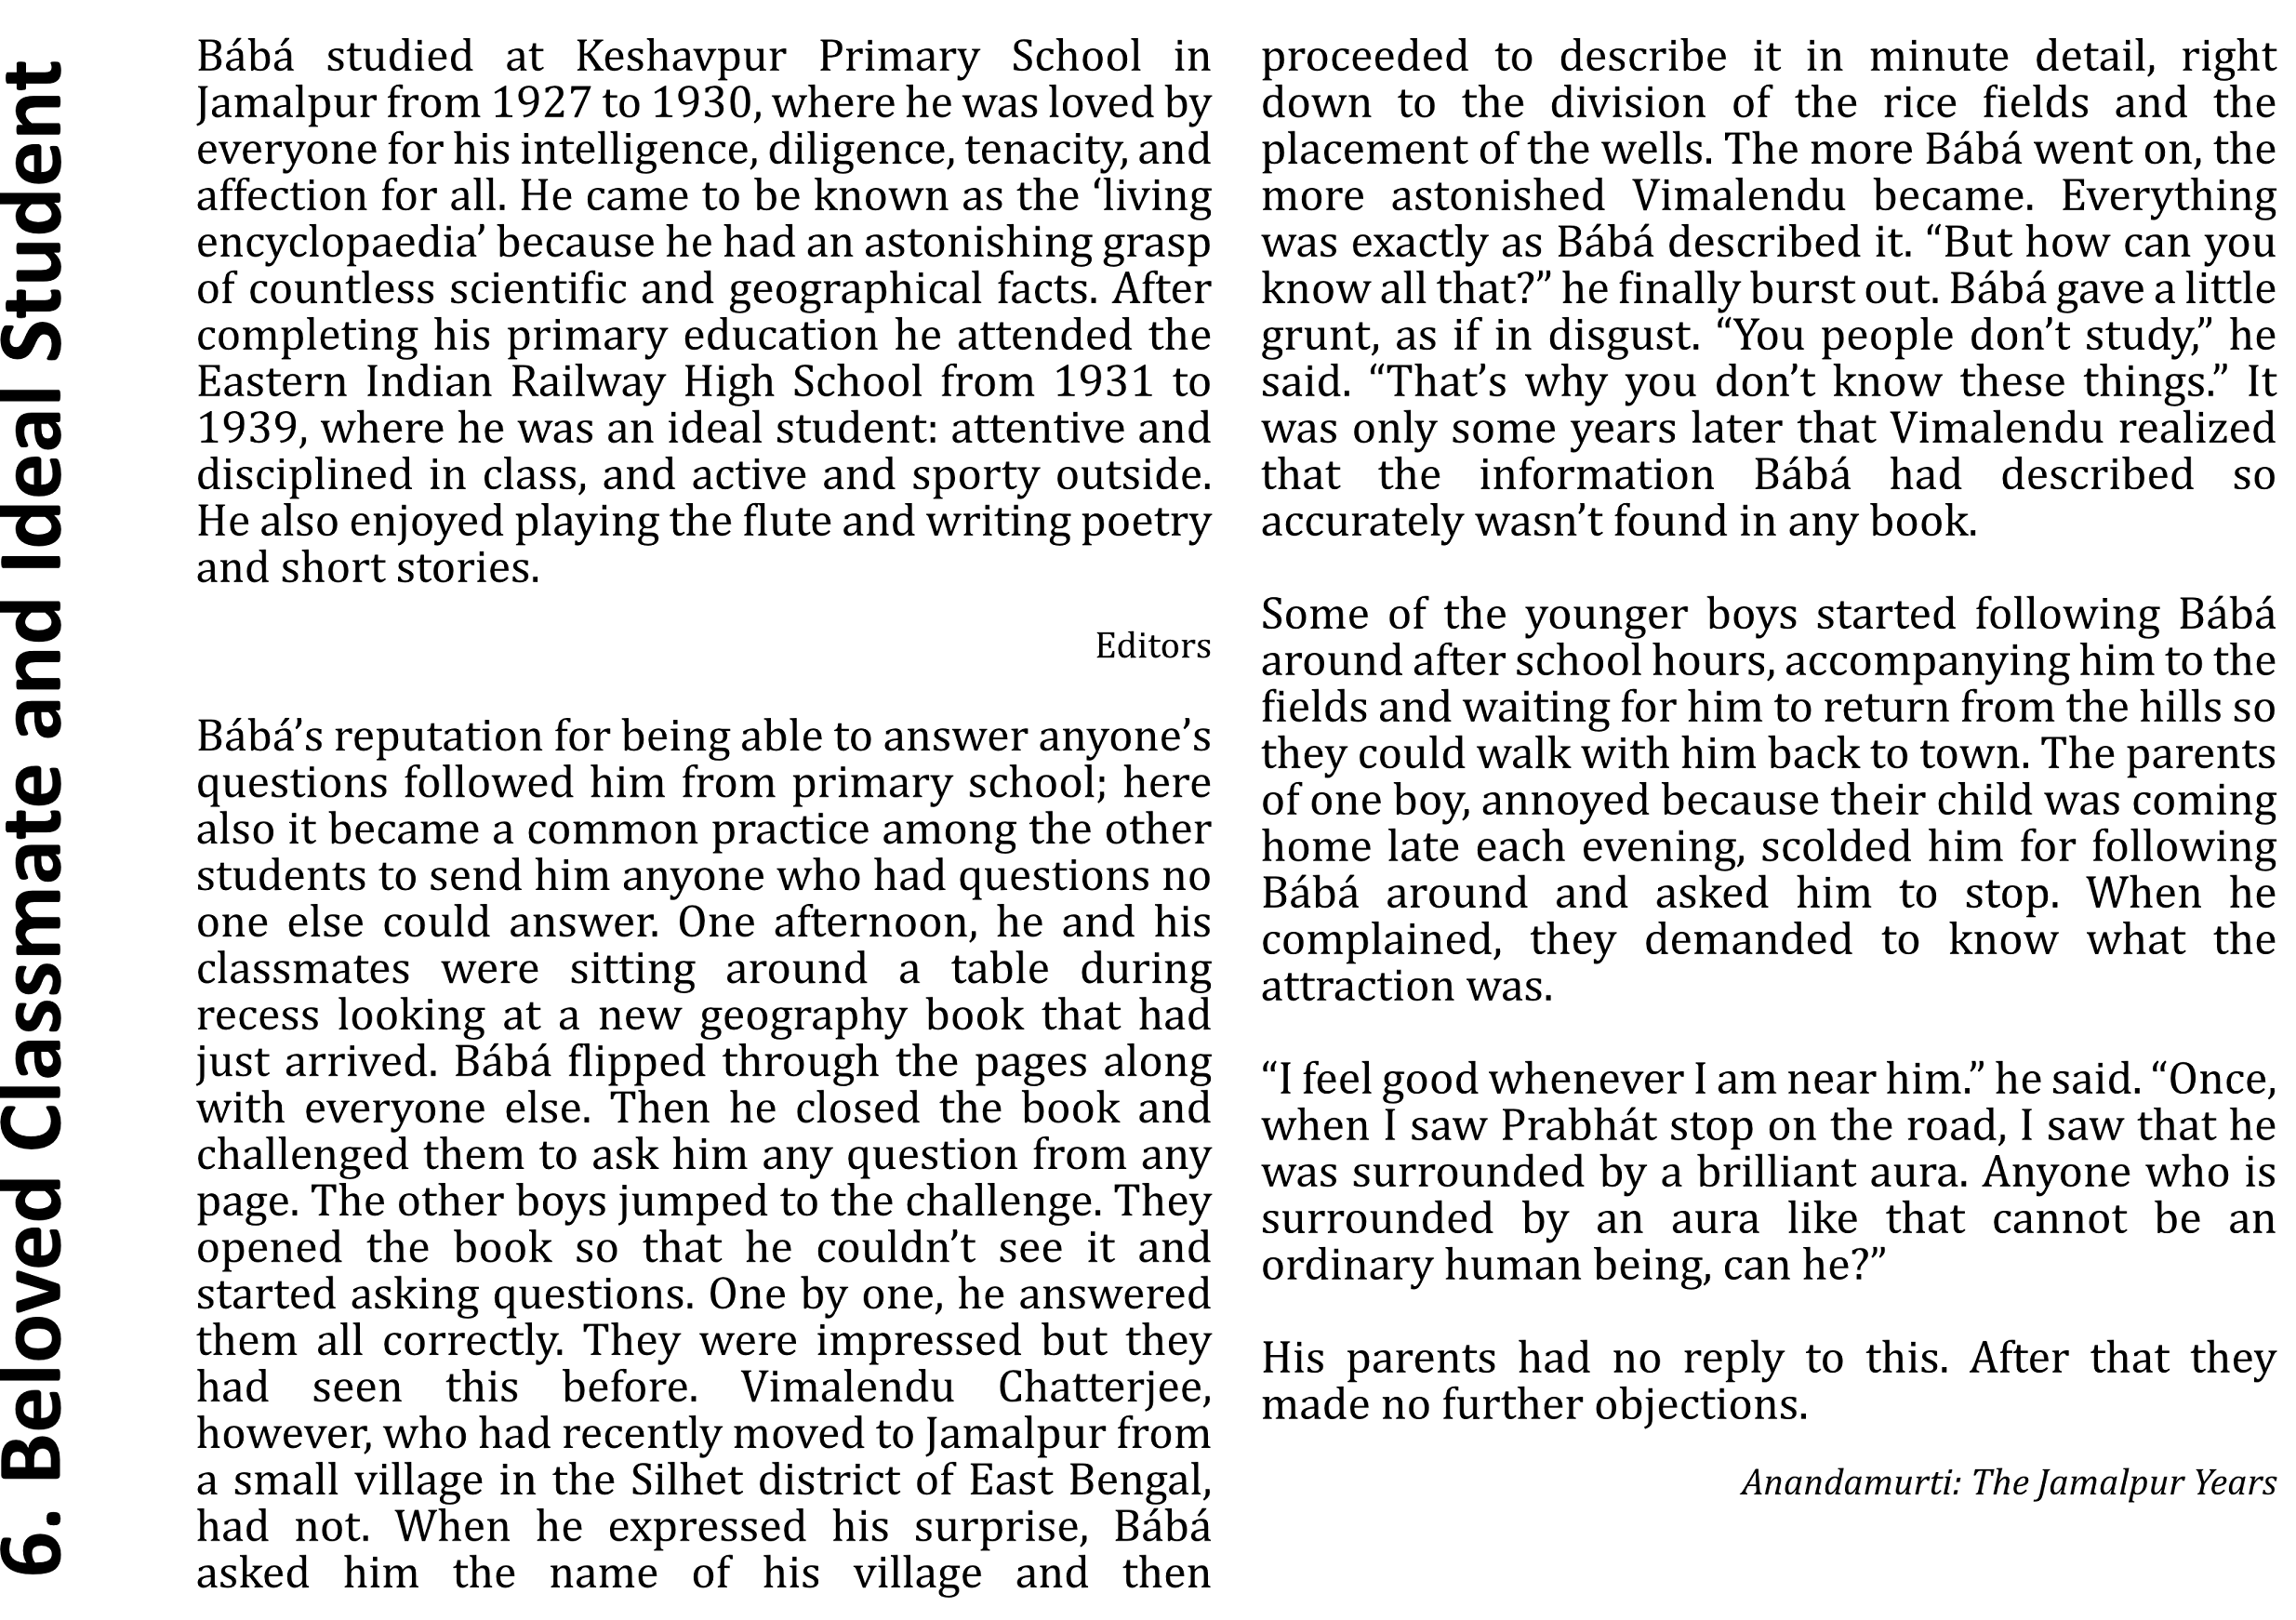 6. Beloved Classmate and Ideal Student
Bábá studied at Keshavpur Primary School in
Jamalpur from 1927 to 1930, where he was loved by
everyone for his intelligence, diligence, tenacity, and
affection for all. He came to be known as the ‘living
encyclopaedia’ because he had an astonishing grasp
of countless scientific and geographical facts. After
completing his primary education he attended the
Eastern Indian Railway High School from 1931 to
1939, where he was an ideal student: attentive and
disciplined in class, and active and sporty outside.
He also enjoyed playing the flute and writing poetry
and short stories.
Editors
Bábá’s reputation for being able to answer anyone’s
questions followed him from primary school; here
also it became a common practice among the other
students to send him anyone who had questions no
one else could answer. One afternoon, he and his
classmates were sitting around a table during
recess looking at a new geography book that had
just arrived. Bábá flipped through the pages along
with everyone else. Then he closed the book and
challenged them to ask him any question from any
page. The other boys jumped to the challenge. They
opened the book so that he couldn’t see it and
started asking questions. One by one, he answered
them all correctly. They were impressed but they
had seen this before. Vimalendu Chatterjee,
however, who had recently moved to Jamalpur from
a small village in the Silhet district of East Bengal,
had not. When he expressed his surprise, Bábá
asked him the name of his village and then
proceeded to describe it in minute detail, right
down to the division of the rice fields and the
placement of the wells. The more Bábá went on, the
more astonished Vimalendu became. Everything
was exactly as Bábá described it. “But how can you
know all that?” he finally burst out. Bábá gave a little
grunt, as if in disgust. “You people don’t study,” he
said. “That’s why you don’t know these things.” It
was only some years later that Vimalendu realized
that the information Bábá had described so
accurately wasn’t found in any book.
Some of the younger boys started following Bábá
around after school hours, accompanying him to the
fields and waiting for him to return from the hills so
they could walk with him back to town. The parents
of one boy, annoyed because their child was coming
home late each evening, scolded him for following
Bábá around and asked him to stop. When he
complained, they demanded to know what the
attraction was.
“I feel good whenever I am near him.” he said. “Once,
when I saw Prabhát stop on the road, I saw that he
was surrounded by a brilliant aura. Anyone who is
surrounded by an aura like that cannot be an
ordinary human being, can he?”
His parents had no reply to this. After that they
made no further objections.
Anandamurti: The Jamalpur Years